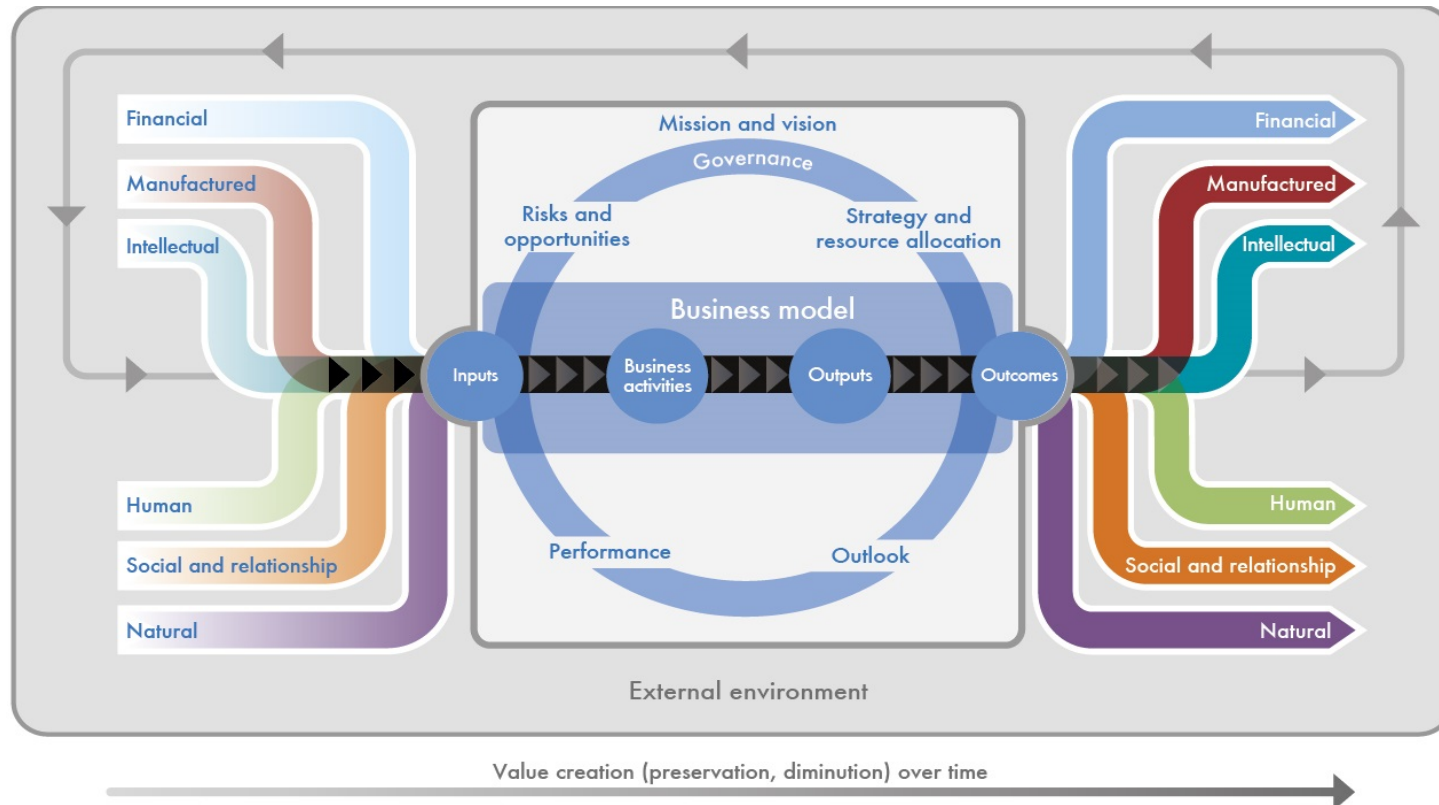 Financial
Manufactured
Intellectual
Human
Social and relationship
Natural
Mission and vision
Governance
Risks and
opportunities
Strategy and
resource allocation
Business model
Inputs
Business
activities
Outputs
Outcomes
Performance
Outlook
Financial
Manufactured
Intellectual
Human
Social and relationship
Natural
External environment
Value creation (preservation, diminution) over time